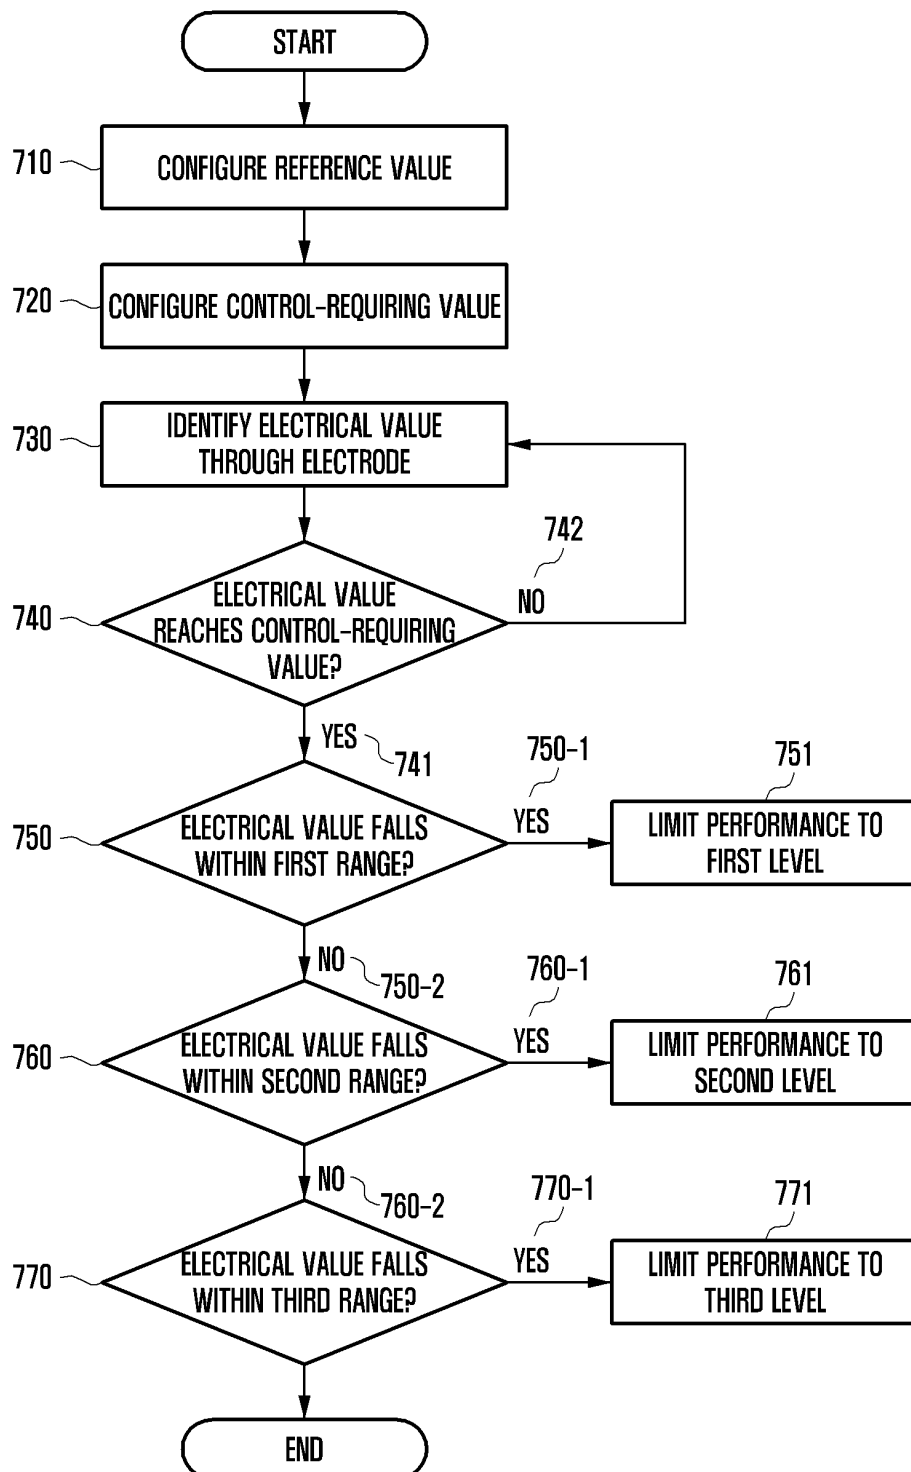 START
710
CONFIGURE REFERENCE VALUE
720
CONFIGURE CONTROL-REQUIRING VALUE
730
IDENTIFY ELECTRICAL VALUE
THROUGH ELECTRODE
742
NO
740
ELECTRICAL VALUE
REACHES CONTROL-REQUIRING
VALUE?
YES
741
750-1
YES
751
750
ELECTRICAL VALUE FALLS
WITHIN FIRST RANGE?
LIMIT PERFORMANCE TO
FIRST LEVEL
NO
750-2
760-1
YES
761
760
ELECTRICAL VALUE FALLS
WITHIN SECOND RANGE?
LIMIT PERFORMANCE TO
SECOND LEVEL
NO
760-2
770-1
YES
771
770
ELECTRICAL VALUE FALLS
WITHIN THIRD RANGE?
LIMIT PERFORMANCE TO
THIRD LEVEL
END